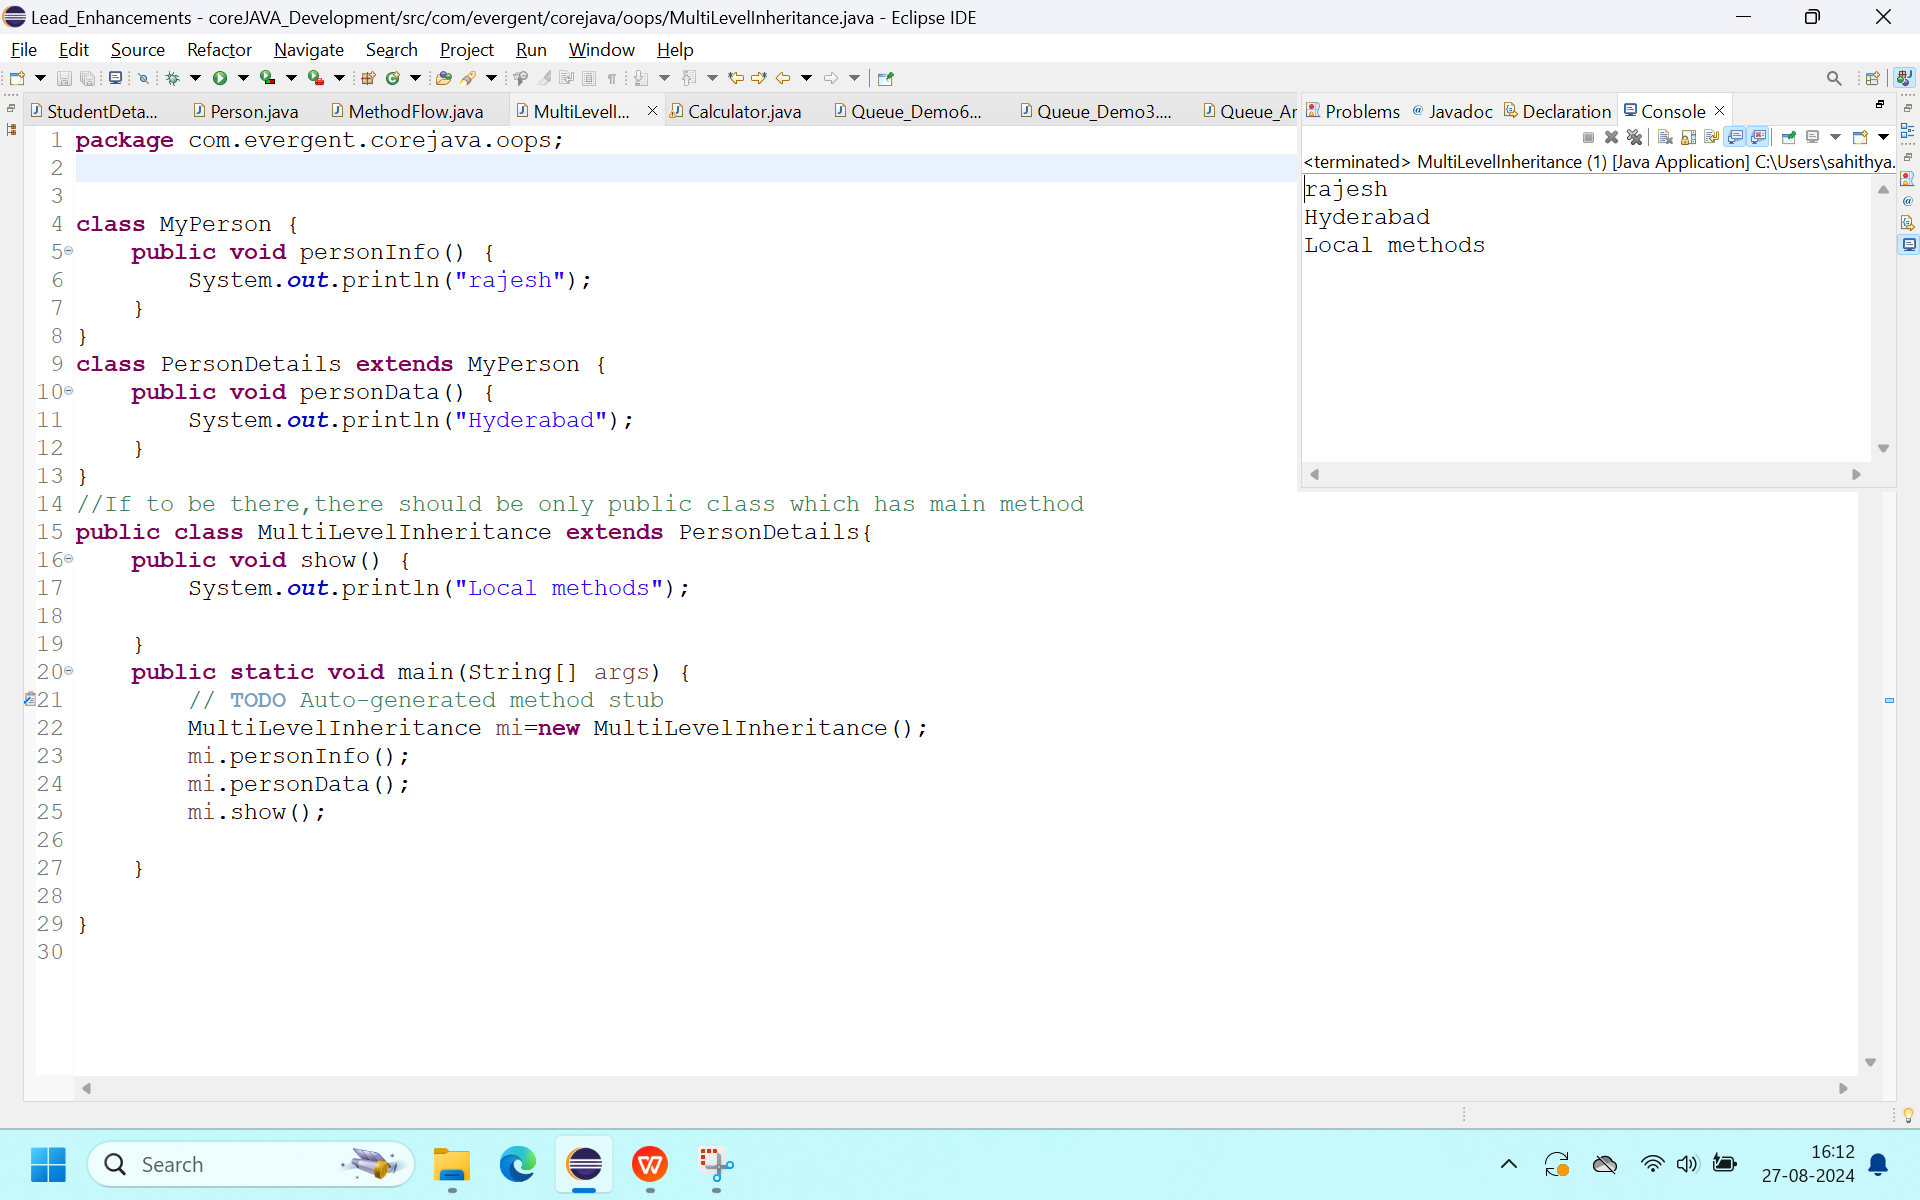 Lead_Enhancements - coreJAVA_Development/src/com/evergent/corejava/oops/MultiLevelInheritance.java - Eclipse IDE
File Edit Source Refactor Navigate Search Project Run Window Help
StudentDeta... Person.java MethodFlow.java MultiLevelI... Calculator.java Queue_Demo6... Queue_Demo3.... Queue_Ar
Problems Javadoc Declaration Console
<terminated> MultiLevelInheritance (1) [Java Application] C:\Users\sahithya.
rajesh
Hyderabad
Local methods
1 package com.evergent.corejava.oops;
2
3
4 class MyPerson {
5 public void personInfo() {
6 System.out.println("rajesh");
7 }
8 }
9 class PersonDetails extends MyPerson {
10 public void personData() {
11 System.out.println("Hyderabad");
12 }
13 }
14 //If to be there,there should be only public class which has main method
15 public class MultiLevelInheritance extends PersonDetails{
16 public void show() {
17 System.out.println("Local methods");
18
19 }
20 public static void main(String[] args) {
21 // TODO Auto-generated method stub
22 MultiLevelInheritance mi=new MultiLevelInheritance();
23 mi.personInfo();
24 mi.personData();
25 mi.show();
26
27 }
28
29 }
30
Search
16:12
27-08-2024